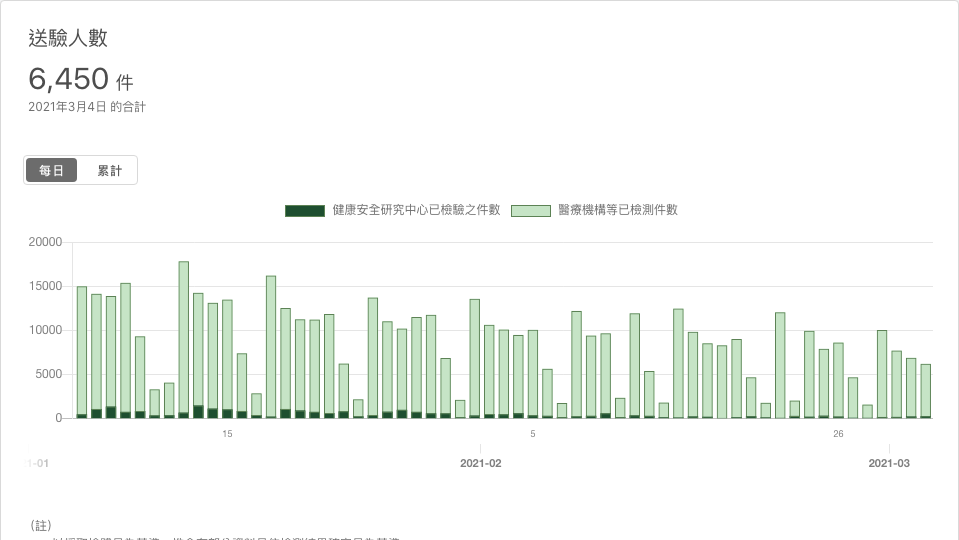 送驗人數
6,450 件
2021年3月4日 的合計
每日 累計
健康安全研究中心已檢驗之件數 醫療機構等已檢測件數
20000
15000
10000
5000
0
15 5 26
1-01 2021-02 2021-03
(註)